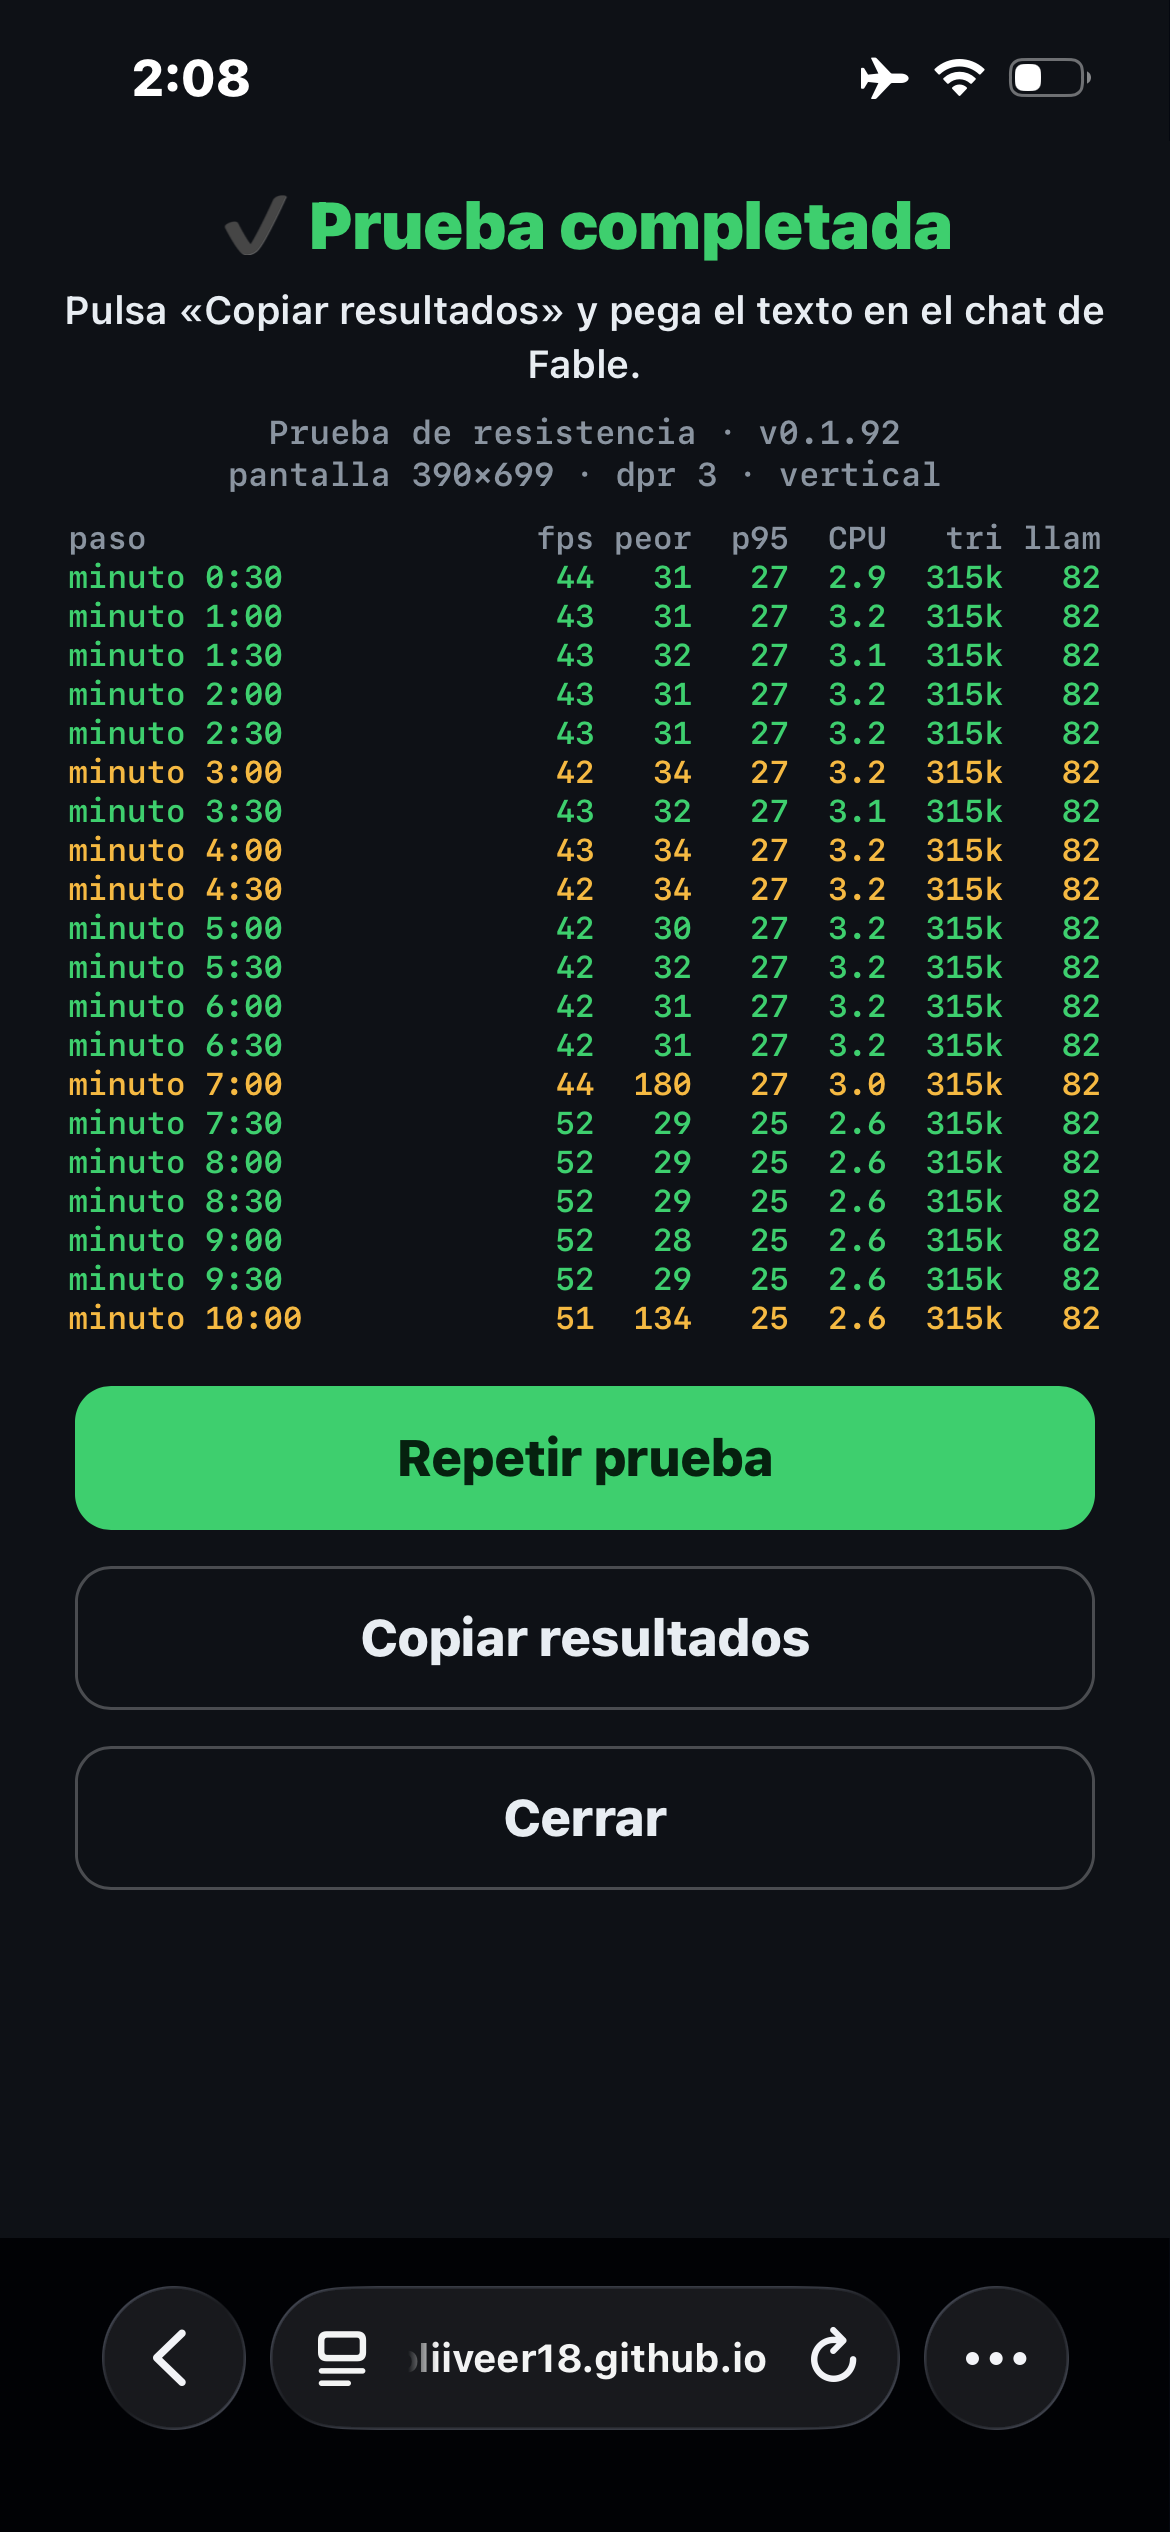 2:08
✔ Prueba completada
Pulsa «Copiar resultados» y pega el texto en el chat de
Fable.
Prueba de resistencia · v0.1.92
pantalla 390×699 · dpr 3 · vertical
paso fps peor p95 CPU tri llam
minuto 0:30 44 31 27 2.9 315k 82
minuto 1:00 43 31 27 3.2 315k 82
minuto 1:30 43 32 27 3.1 315k 82
minuto 2:00 43 31 27 3.2 315k 82
minuto 2:30 43 31 27 3.2 315k 82
minuto 3:00 42 34 27 3.2 315k 82
minuto 3:30 43 32 27 3.1 315k 82
minuto 4:00 43 34 27 3.2 315k 82
minuto 4:30 42 34 27 3.2 315k 82
minuto 5:00 42 30 27 3.2 315k 82
minuto 5:30 42 32 27 3.2 315k 82
minuto 6:00 42 31 27 3.2 315k 82
minuto 6:30 42 31 27 3.2 315k 82
minuto 7:00 44 180 27 3.0 315k 82
minuto 7:30 52 29 25 2.6 315k 82
minuto 8:00 52 29 25 2.6 315k 82
minuto 8:30 52 29 25 2.6 315k 82
minuto 9:00 52 28 25 2.6 315k 82
minuto 9:30 52 29 25 2.6 315k 82
minuto 10:00 51 134 25 2.6 315k 82
Repetir prueba
Copiar resultados
Cerrar
liiveer18.github.io